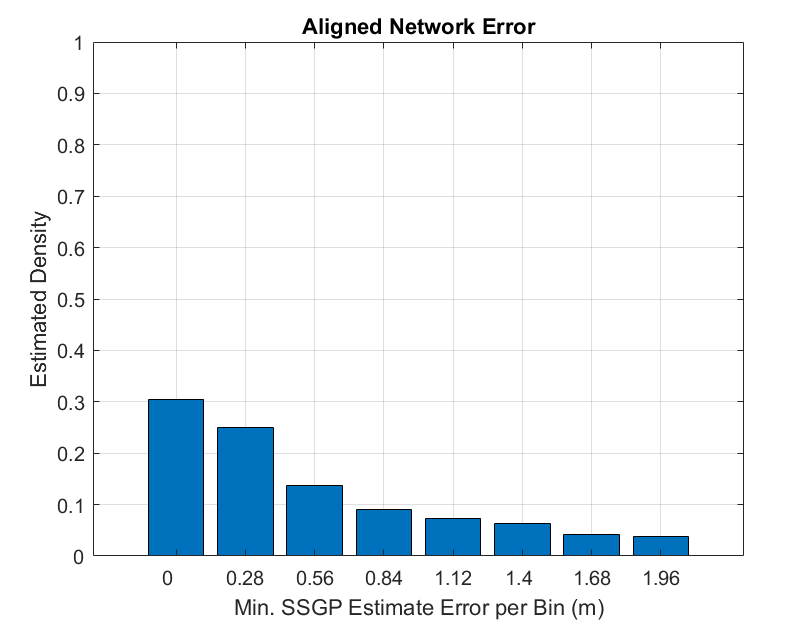 Aligned Network Error
1
0.9
0.8
0.7
0.6
0.5
0.4
0.3
0.2
0.1
0
Estimated Density
0 0.28 0.56 0.84 1.12 1.4 1.68 1.96
Min. SSGP Estimate Error per Bin (m)